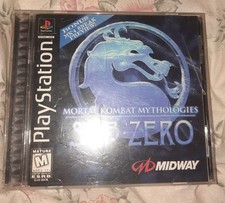 PlayStation
MORTAL KOMBAT MYTHOLOGIES
SUB-ZERO
MIDWAY
MATURE
M
ESRB